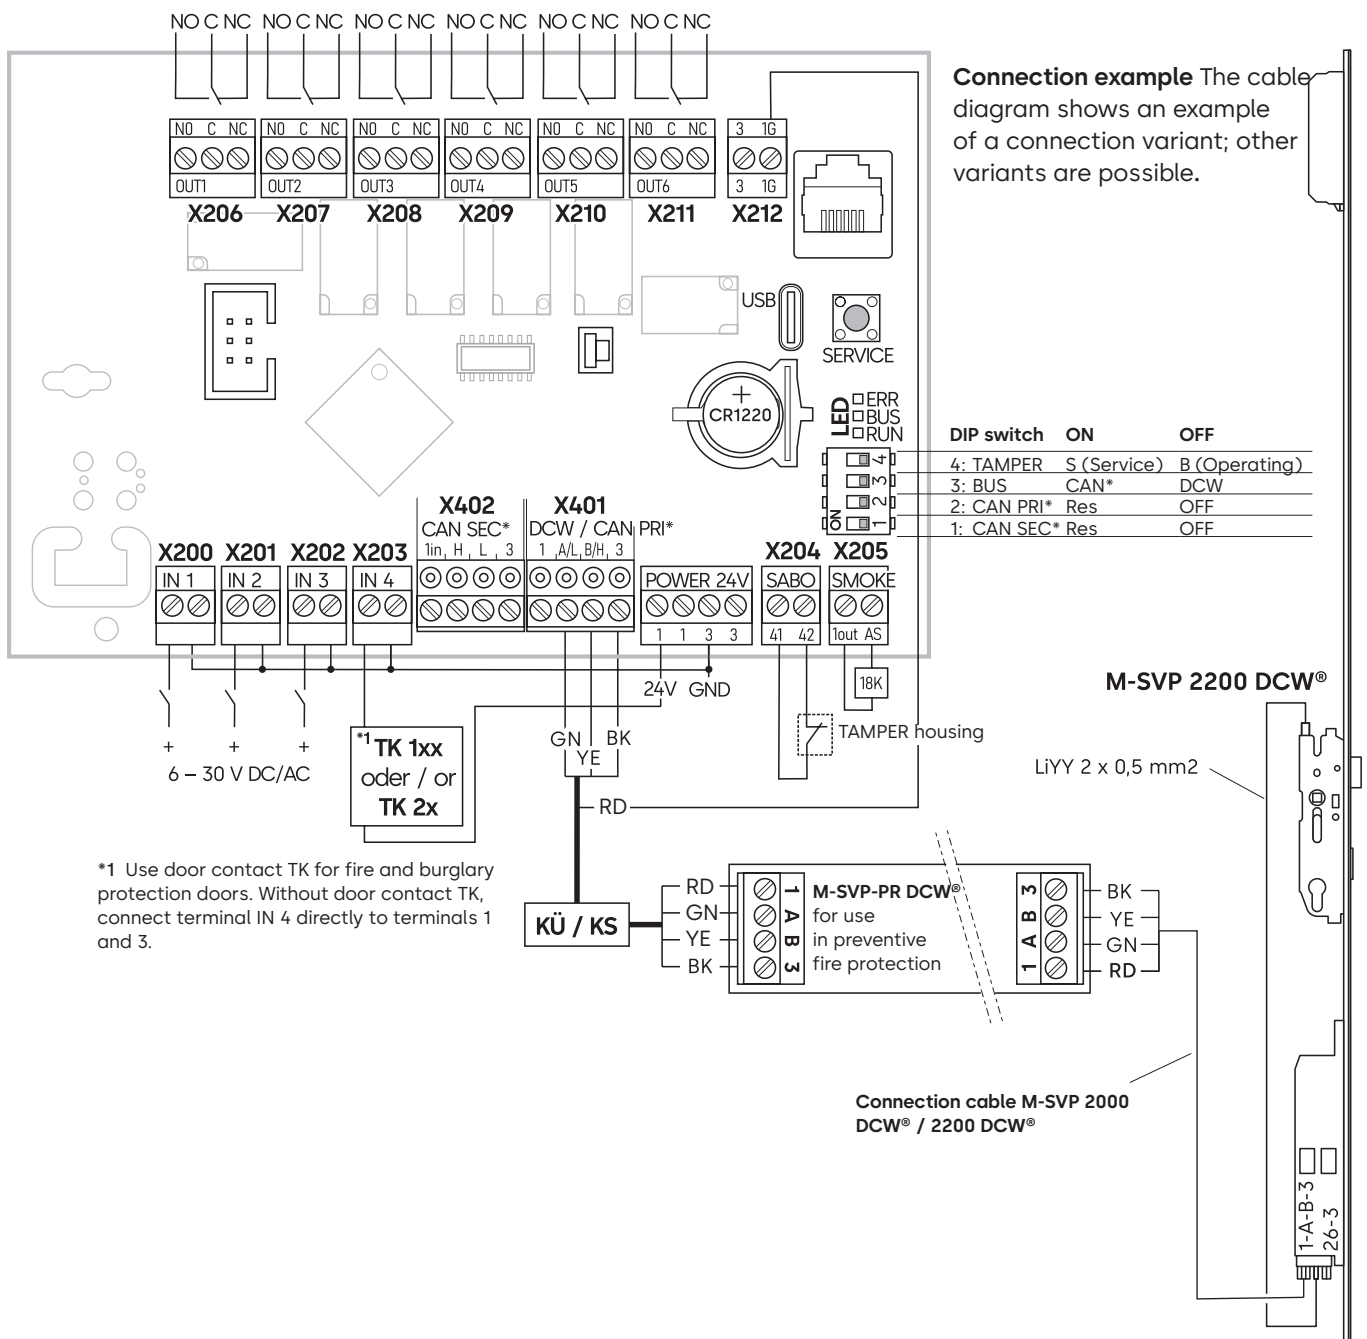 NO C NC NO C NC NO C NC NO C NC NO C NC NO C NC
Connection example The cable
diagram shows an example
of a connection variant; other
variants are possible.
N0 C NC N0 C NC N0 C NC N0 C NC N0 C NC N0 C NC 3 1G
OUT1 OUT2 OUT3 OUT4 OUT5 OUT6 3 1G
X206 X207 X208 X209 X210 X211 X212
USB
SERVICE
CR1220
LED
ERR
BUS
RUN
4
3
2
1
ON
DIP switch ON OFF
4: TAMPER S (Service) B (Operating)
3: BUS CAN* DCW
2: CAN PRI* Res OFF
1: CAN SEC* Res OFF
X402 X401
CAN SEC* DCW / CAN PRI*
1in H L 3 1 A/L B/H 3
X200 X201 X202 X203 X204 X205
IN 1 IN 2 IN 3 IN 4 POWER 24V SABO SMOKE
1 1 3 3 41 42 1out AS
24V GND
18K
TAMPER housing
+ + +
6 – 30 V DC/AC
*1 TK 1xx
oder / or
TK 2x
GN YE BK
RD
*1 Use door contact TK for fire and burglary
protection doors. Without door contact TK,
connect terminal IN 4 directly to terminals 1
and 3.
KÜ / KS
RD 1
GN A
YE B
BK 3
M-SVP-PR DCW®
for use
in preventive
fire protection
3 BK
B YE
A GN
1 RD
M-SVP 2200 DCW®
LiYY 2 x 0,5 mm2
Connection cable M-SVP 2000
DCW® / 2200 DCW®
1-A-B-3
26-3